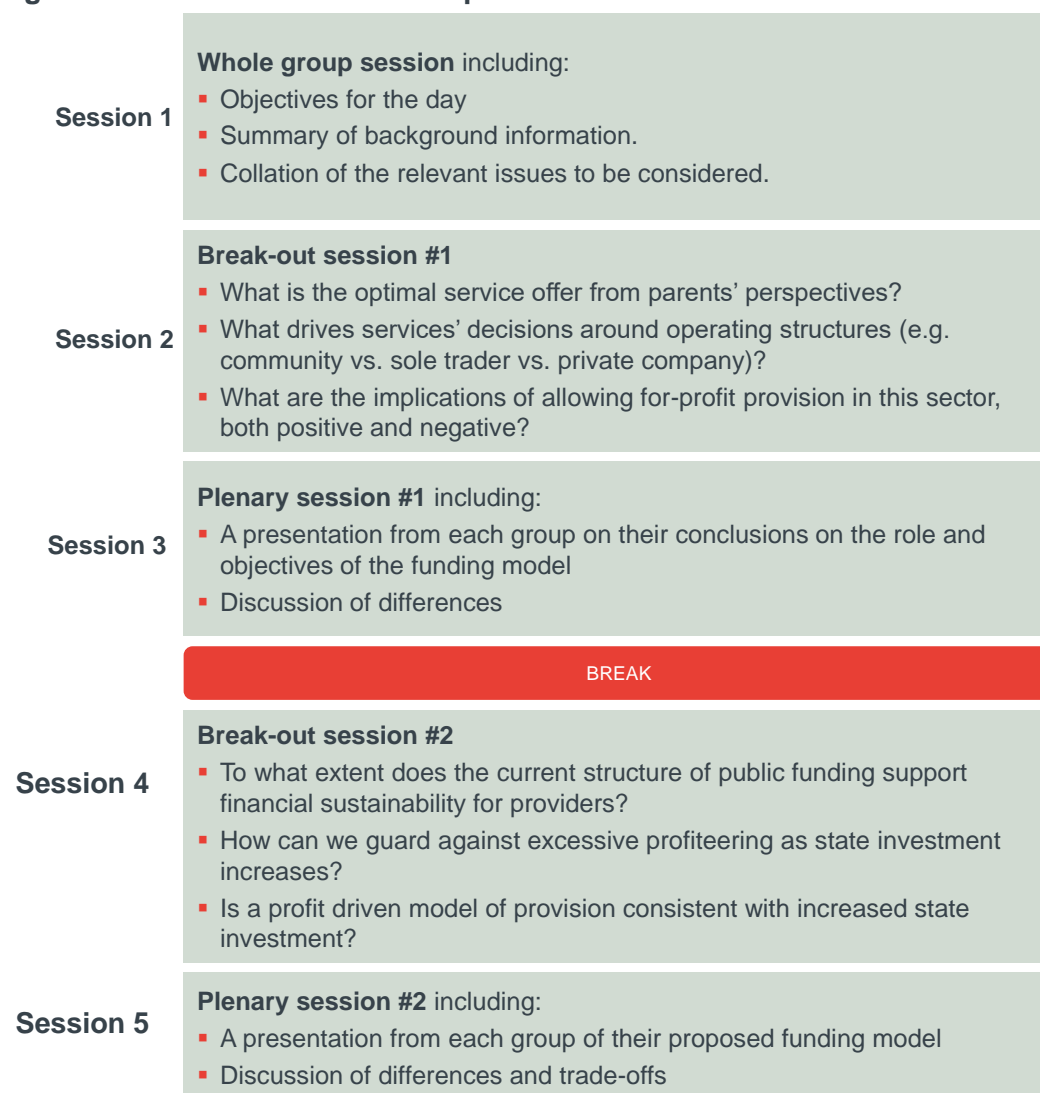 Session 1
Whole group session including:
▪ Objectives for the day
▪ Summary of background information.
▪ Collation of the relevant issues to be considered.
Session 2
Break-out session #1
▪ What is the optimal service offer from parents’ perspectives?
▪ What drives services’ decisions around operating structures (e.g.
community vs. sole trader vs. private company)?
▪ What are the implications of allowing for-profit provision in this sector,
both positive and negative?
Session 3
Plenary session #1 including:
▪ A presentation from each group on their conclusions on the role and
objectives of the funding model
▪ Discussion of differences
BREAK
Session 4
Break-out session #2
▪ To what extent does the current structure of public funding support
financial sustainability for providers?
▪ How can we guard against excessive profiteering as state investment
increases?
▪ Is a profit driven model of provision consistent with increased state
investment?
Session 5
Plenary session #2 including:
▪ A presentation from each group of their proposed funding model
▪ Discussion of differences and trade-offs